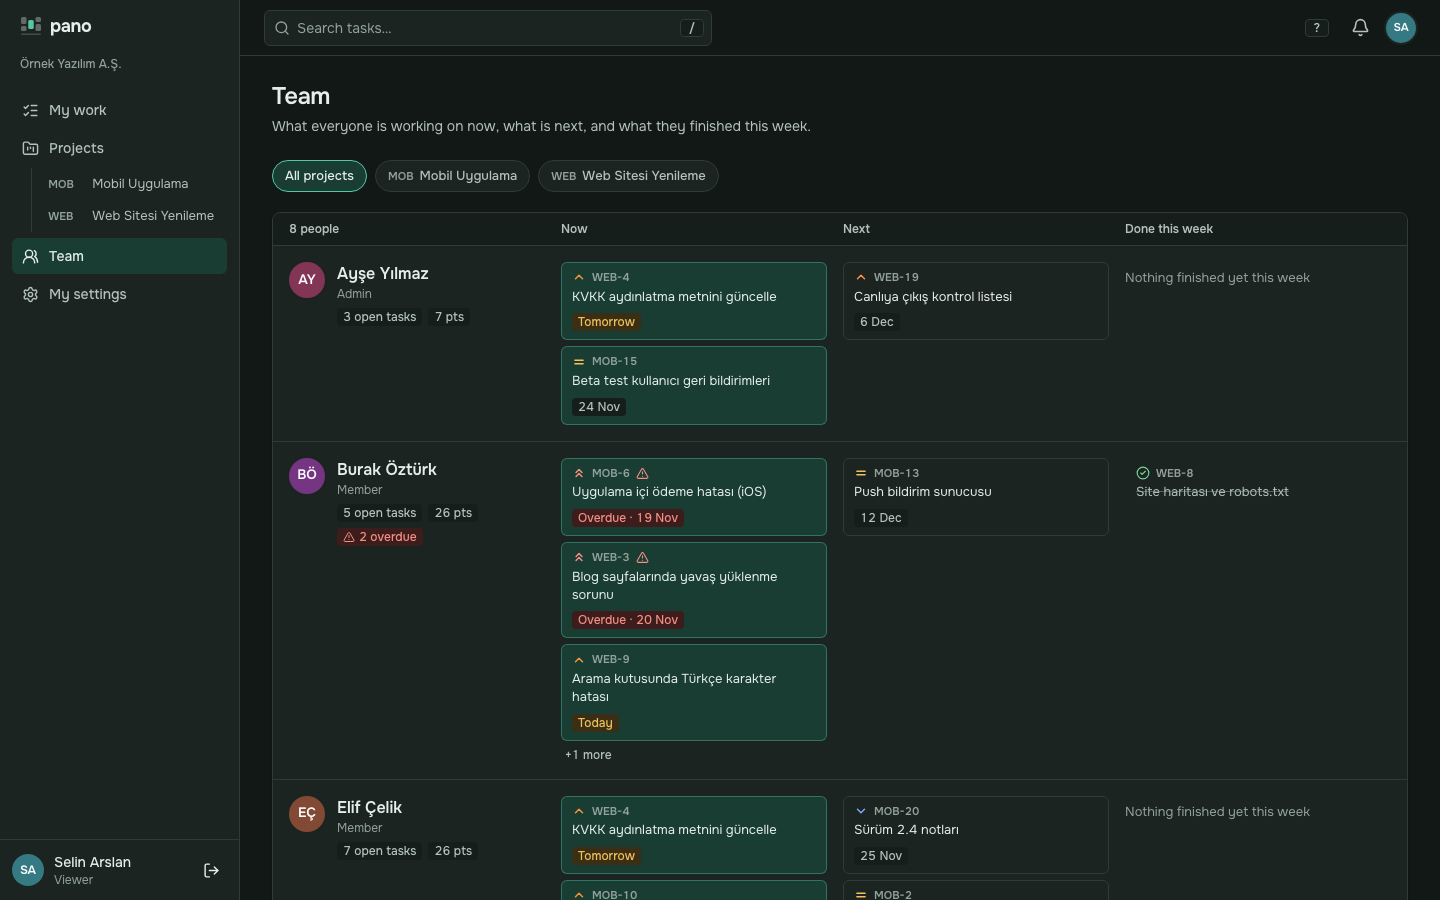 pano
Örnek Yazılım A.Ş.
My work
Projects
MOB Mobil Uygulama
WEB Web Sitesi Yenileme
Team
My settings
SA
Selin Arslan
Viewer
Search tasks...
/
?
SA
Team
What everyone is working on now, what is next, and what they finished this week.
All projects
MOB Mobil Uygulama
WEB Web Sitesi Yenileme
8 people
Now
Next
Done this week
AY
Ayşe Yılmaz
Admin
3 open tasks
7 pts
WEB-4
KVKK aydınlatma metnini güncelle
Tomorrow
MOB-15
Beta test kullanıcı geri bildirimleri
24 Nov
WEB-19
Canlıya çıkış kontrol listesi
6 Dec
Nothing finished yet this week
BÖ
Burak Öztürk
Member
5 open tasks
26 pts
2 overdue
MOB-6
Uygulama içi ödeme hatası (iOS)
Overdue · 19 Nov
WEB-3
Blog sayfalarında yavaş yüklenme
sorunu
Overdue · 20 Nov
WEB-9
Arama kutusunda Türkçe karakter
hatası
Today
+1 more
MOB-13
Push bildirim sunucusu
12 Dec
WEB-8
Site haritası ve robots.txt
EÇ
Elif Çelik
Member
7 open tasks
26 pts
WEB-4
KVKK aydınlatma metnini güncelle
Tomorrow
MOB-10
MOB-20
Sürüm 2.4 notları
25 Nov
MOB-2
Nothing finished yet this week